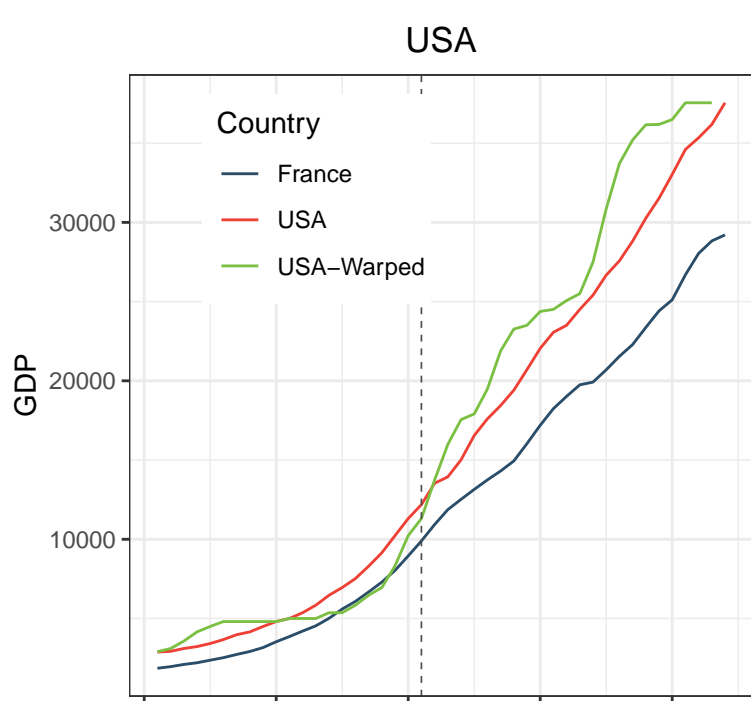 USA
Country
France
USA
USA−Warped
GDP
30000
20000
10000